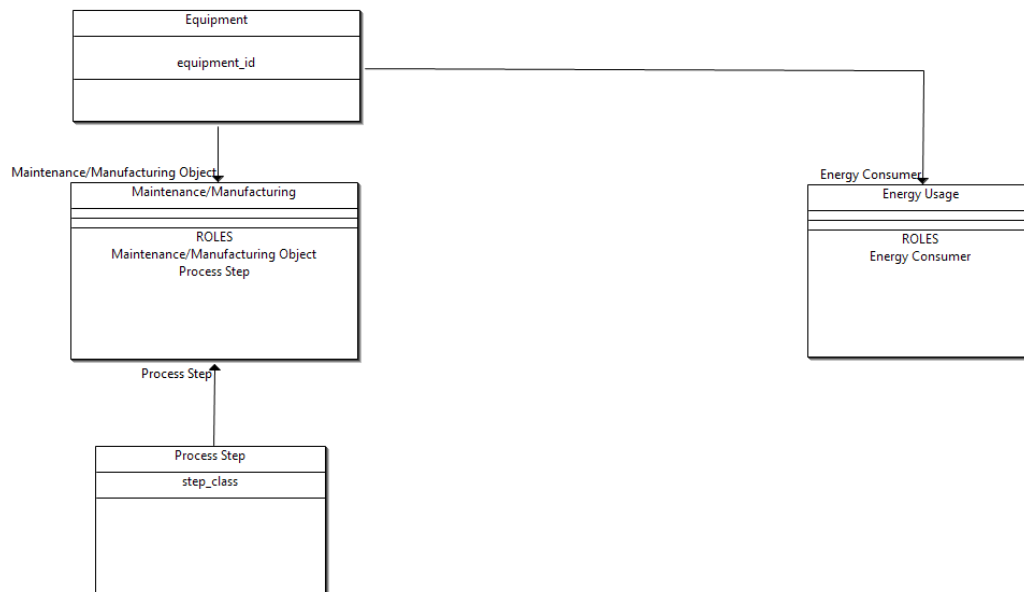 Equipment
equipment_id
Maintenance/Manufacturing Object
Maintenance/Manufacturing
ROLES
Maintenance/Manufacturing Object
Process Step
Energy Consumer
Energy Usage
ROLES
Energy Consumer
Process Step
Process Step
step_class